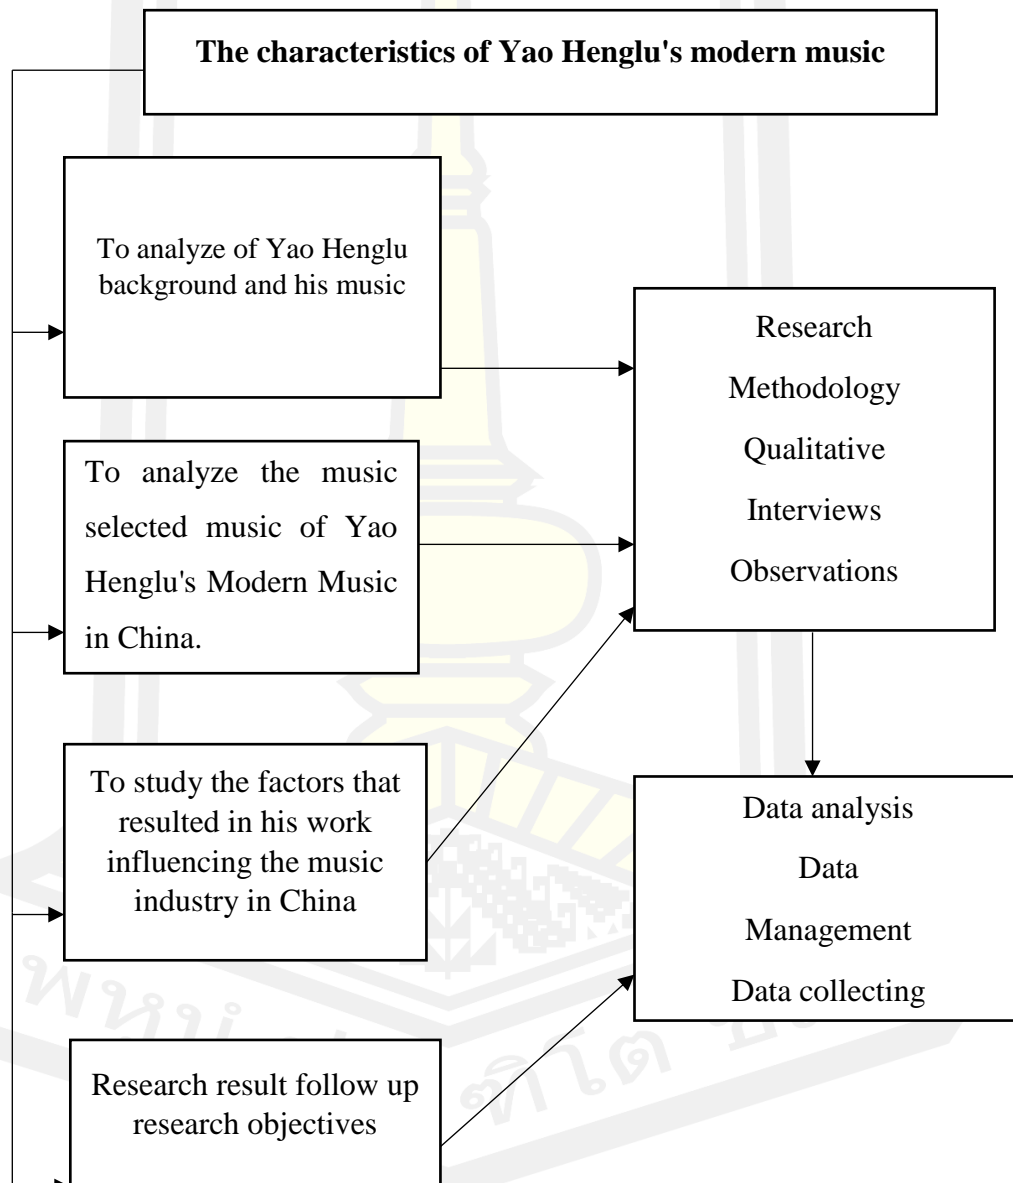 The characteristics of Yao Henglu's modern music
To analyze of Yao Henglu
background and his music
To analyze the music
selected music of Yao
Henglu's Modern Music
in China.
To study the factors that
resulted in his work
influencing the music
industry in China
Research result follow up
research objectives
Research
Methodology
Qualitative
Interviews
Observations
Data analysis
Data
Management
Data collecting